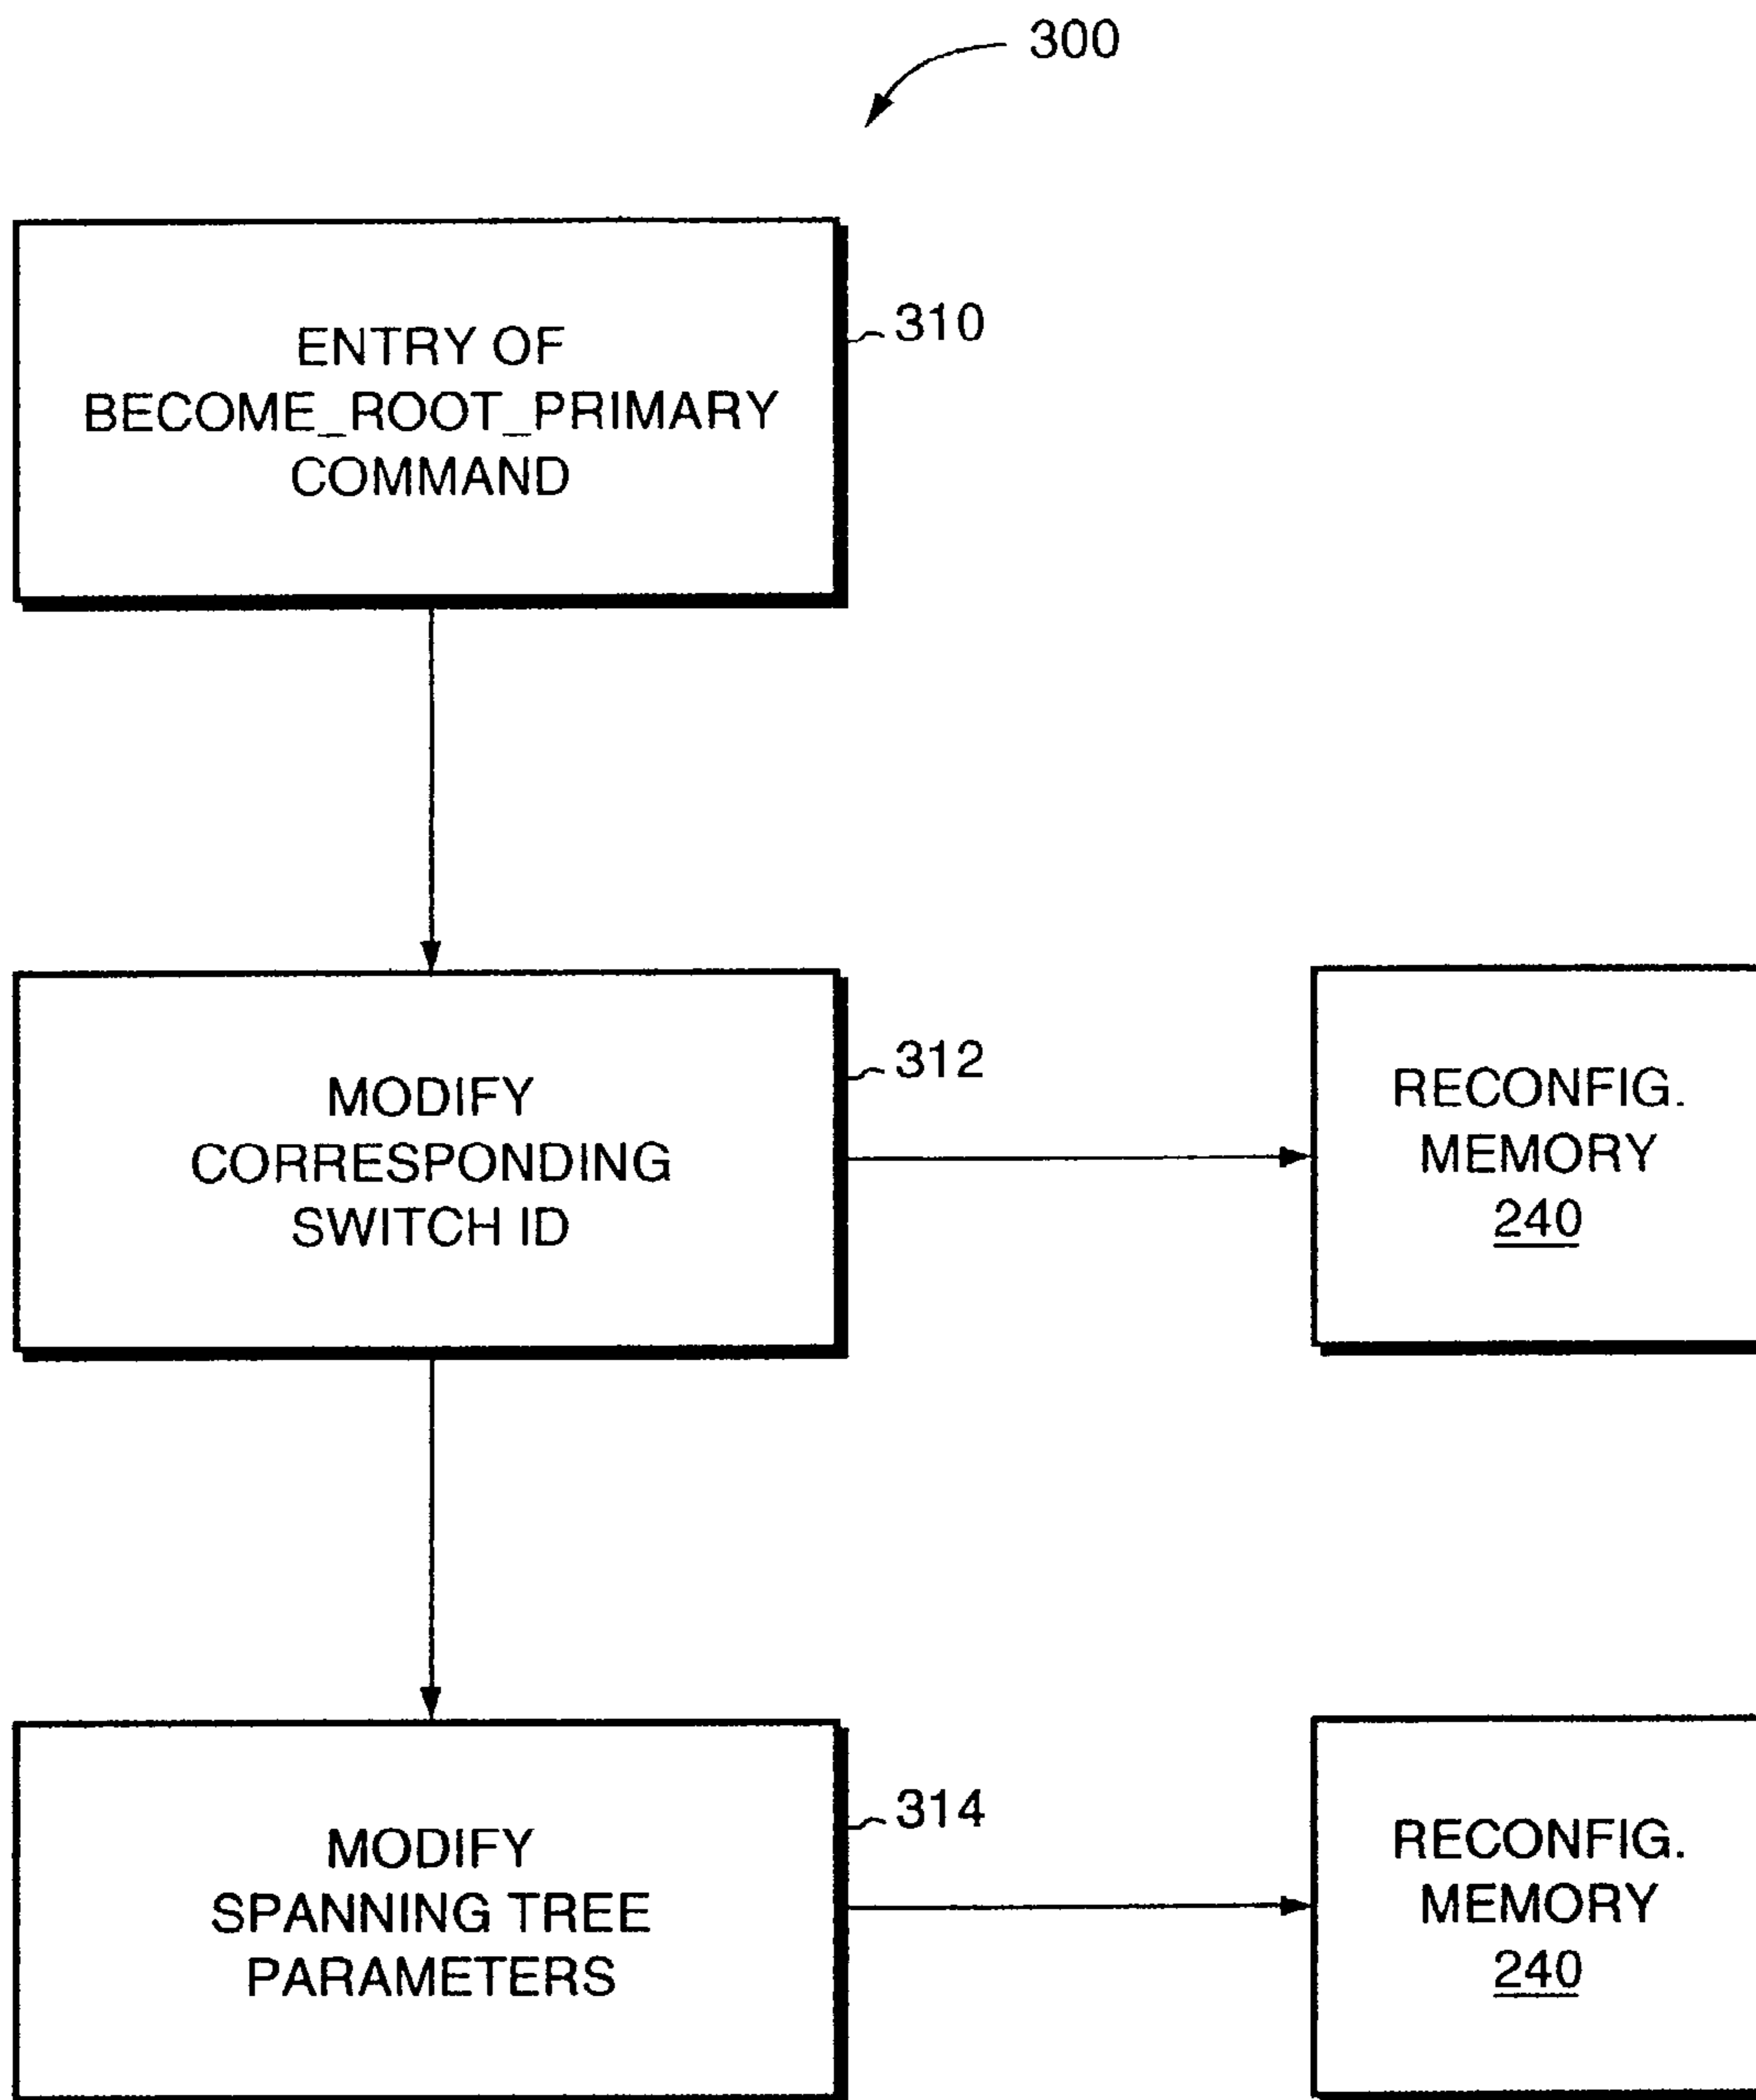 300
ENTRY OF
BECOME_ROOT_PRIMARY
COMMAND
310
MODIFY
CORRESPONDING
SWITCH ID
312
RECONFIG.
MEMORY
240
MODIFY
SPANNING TREE
PARAMETERS
314
RECONFIG.
MEMORY
240